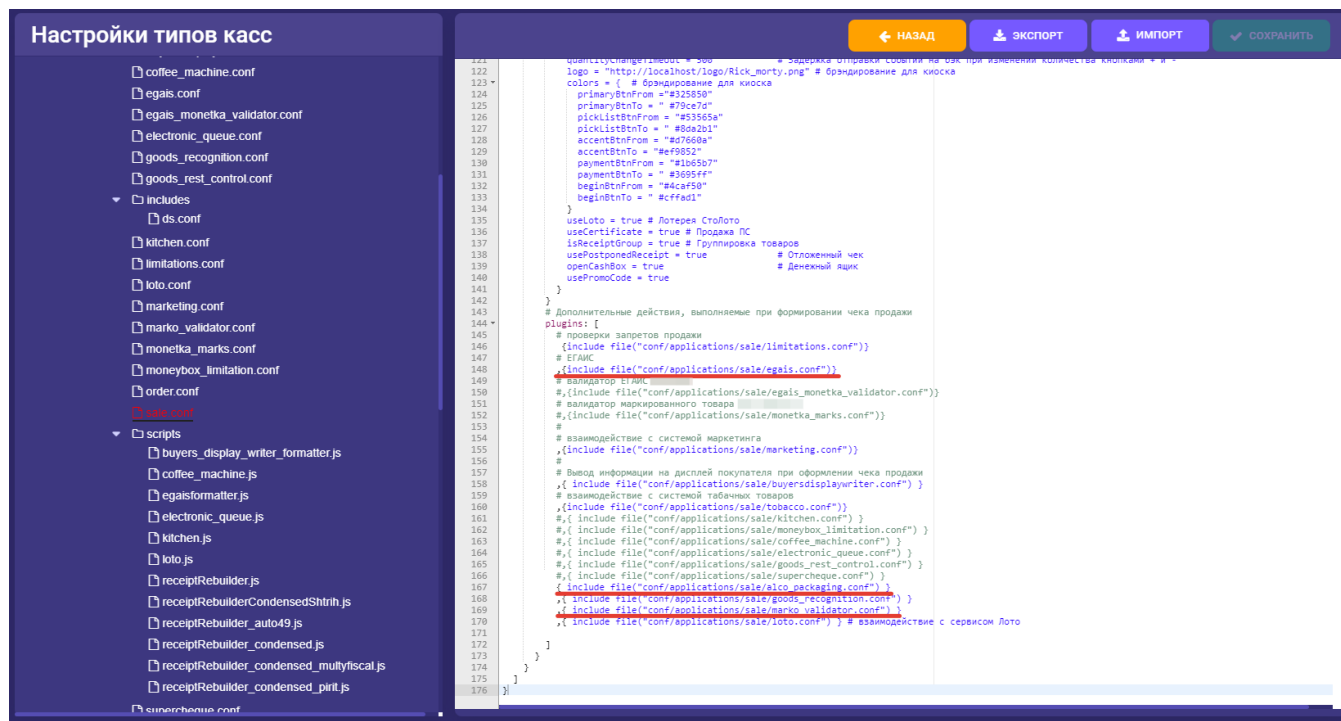 Настройки типов касс
НАЗАД
ЭКСПОРТ
ИМПОРТ
СОХРАНИТЬ
coffee_machine.conf
egais.conf
egais_monetka_validator.conf
electronic_queue.conf
goods_recognition.conf
goods_rest_control.conf
includes
ds.conf
kitchen.conf
limitations.conf
loto.conf
marketing.conf
marko_validator.conf
monetka_marks.conf
moneybox_limitation.conf
order.conf
sale.conf
scripts
buyers_display_writer_formatter.js
coffee_machine.js
egaisformatter.js
electronic_queue.js
kitchen.js
loto.js
receiptRebuilder.js
receiptRebuilderCondensedShtrih.js
receiptRebuilder_auto49.js
receiptRebuilder_condensed.js
receiptRebuilder_condensed_multyfiscal.js
receiptRebuilder_condensed_pirit.js
supercheque.conf
121 quantityChangeTimeout = 500 # Задержка отправки событий на бэк при изменении количества кнопками + и -
122 logo = "http://localhost/logo/Rick_morty.png" # брэндирование для киоска
123 colors = { # брэндирование для киоска
124 primaryBtnFrom ="#325850"
125 primaryBtnTo = " #79ce7d"
126 pickListBtnFrom = "#53565a"
127 pickListBtnTo = " #8da2b1"
128 accentBtnFrom = "#d7660a"
129 accentBtnTo = "#ef9852"
130 paymentBtnFrom = "#1b65b7"
131 paymentBtnTo = " #3695ff"
132 beginBtnFrom = "#4caf50"
133 beginBtnTo = " #cffad1"
134 }
135 useLoto = true # Лотерея СтоЛото
136 useCertificate = true # Продажа ПС
137 isReceiptGroup = true # Группировка товаров
138 usePostponedReceipt = true # Отложенный чек
139 openCashBox = true # Денежный ящик
140 usePromoCode = true
141 }
142 }
143 # Дополнительные действия, выполняемые при формировании чека продажи
144 plugins: [
145 # проверки запретов продажи
146 {include file("conf/applications/sale/limitations.conf")}
147 # ЕГАИС
148 ,{include file("conf/applications/sale/egais.conf")}
149 # валидатор ЕГАИС
150 #,{include file("conf/applications/sale/egais_monetka_validator.conf")}
151 # валидатор маркированного товара
152 #,{include file("conf/applications/sale/monetka_marks.conf")}
153 #
154 # взаимодействие с системой маркетинга
155 ,{include file("conf/applications/sale/marketing.conf")}
156 #
157 # Вывод информации на дисплей покупателя при оформлении чека продажи
158 ,{ include file("conf/applications/sale/buyersdisplaywriter.conf") }
159 # взаимодействие с системой табачных товаров
160 ,{include file("conf/applications/sale/tobacco.conf")}
161 #,{ include file("conf/applications/sale/kitchen.conf") }
162 #,{ include file("conf/applications/sale/moneybox_limitation.conf") }
163 #,{ include file("conf/applications/sale/coffee_machine.conf") }
164 #,{ include file("conf/applications/sale/electronic_queue.conf") }
165 #,{ include file("conf/applications/sale/goods_rest_control.conf") }
166 #,{ include file("conf/applications/sale/supercheque.conf") }
167 { include file("conf/applications/sale/alco_packaging.conf") }
168 ,{ include file("conf/applications/sale/goods_recognition.conf") }
169 ,{ include file("conf/applications/sale/marko_validator.conf") }
170 ,{ include file("conf/applications/sale/loto.conf") } # взаимодействие с сервисом Лото
171
172 ]
173 }
174 }
175 ]
176 }